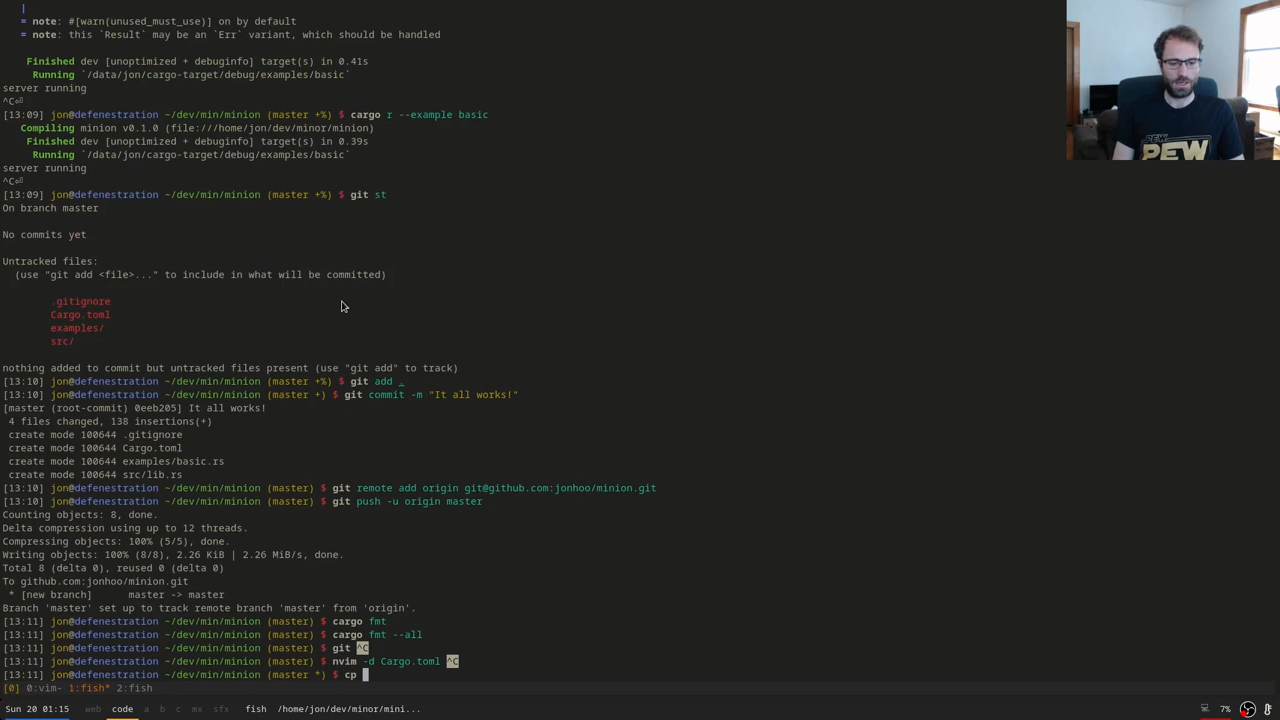 |
= note: #[warn(unused_must_use)] on by default
= note: this `Result` may be an `Err` variant, which should be handled
Finished dev [unoptimized + debuginfo] target(s) in 0.41s
Running `/data/jon/cargo-target/debug/examples/basic`
server running
^C⏎
[13:09] jon@defenestration ~/dev/min/minion (master +%) $ cargo r --example basic
Compiling minion v0.1.0 (file:///home/jon/dev/minor/minion)
Finished dev [unoptimized + debuginfo] target(s) in 0.39s
Running `/data/jon/cargo-target/debug/examples/basic`
server running
^C⏎
[13:09] jon@defenestration ~/dev/min/minion (master +%) $ git st
On branch master
No commits yet
Untracked files:
(use "git add <file>..." to include in what will be committed)
.gitignore
Cargo.toml
examples/
src/
nothing added to commit but untracked files present (use "git add" to track)
[13:10] jon@defenestration ~/dev/min/minion (master +%) $ git add .
[13:10] jon@defenestration ~/dev/min/minion (master +) $ git commit -m "It all works!"
[master (root-commit) 0eeb205] It all works!
4 files changed, 138 insertions(+)
create mode 100644 .gitignore
create mode 100644 Cargo.toml
create mode 100644 examples/basic.rs
create mode 100644 src/lib.rs
[13:10] jon@defenestration ~/dev/min/minion (master) $ git remote add origin git@github.com:jonhoo/minion.git
[13:10] jon@defenestration ~/dev/min/minion (master) $ git push -u origin master
Counting objects: 8, done.
Delta compression using up to 12 threads.
Compressing objects: 100% (5/5), done.
Writing objects: 100% (8/8), 2.26 KiB | 2.26 MiB/s, done.
Total 8 (delta 0), reused 0 (delta 0)
To github.com:jonhoo/minion.git
* [new branch] master -> master
Branch 'master' set up to track remote branch 'master' from 'origin'.
[13:11] jon@defenestration ~/dev/min/minion (master) $ cargo fmt
[13:11] jon@defenestration ~/dev/min/minion (master) $ cargo fmt --all
[13:11] jon@defenestration ~/dev/min/minion (master) $ git ^C
[13:11] jon@defenestration ~/dev/min/minion (master) $ nvim -d Cargo.toml ^C
[13:11] jon@defenestration ~/dev/min/minion (master *) $ cp
[0] 0:vim- 1:fish* 2:fish
Sun 20 01:15 web code a b c mx sfx fish /home/jon/dev/minor/mini... 7%
PEW
PEW